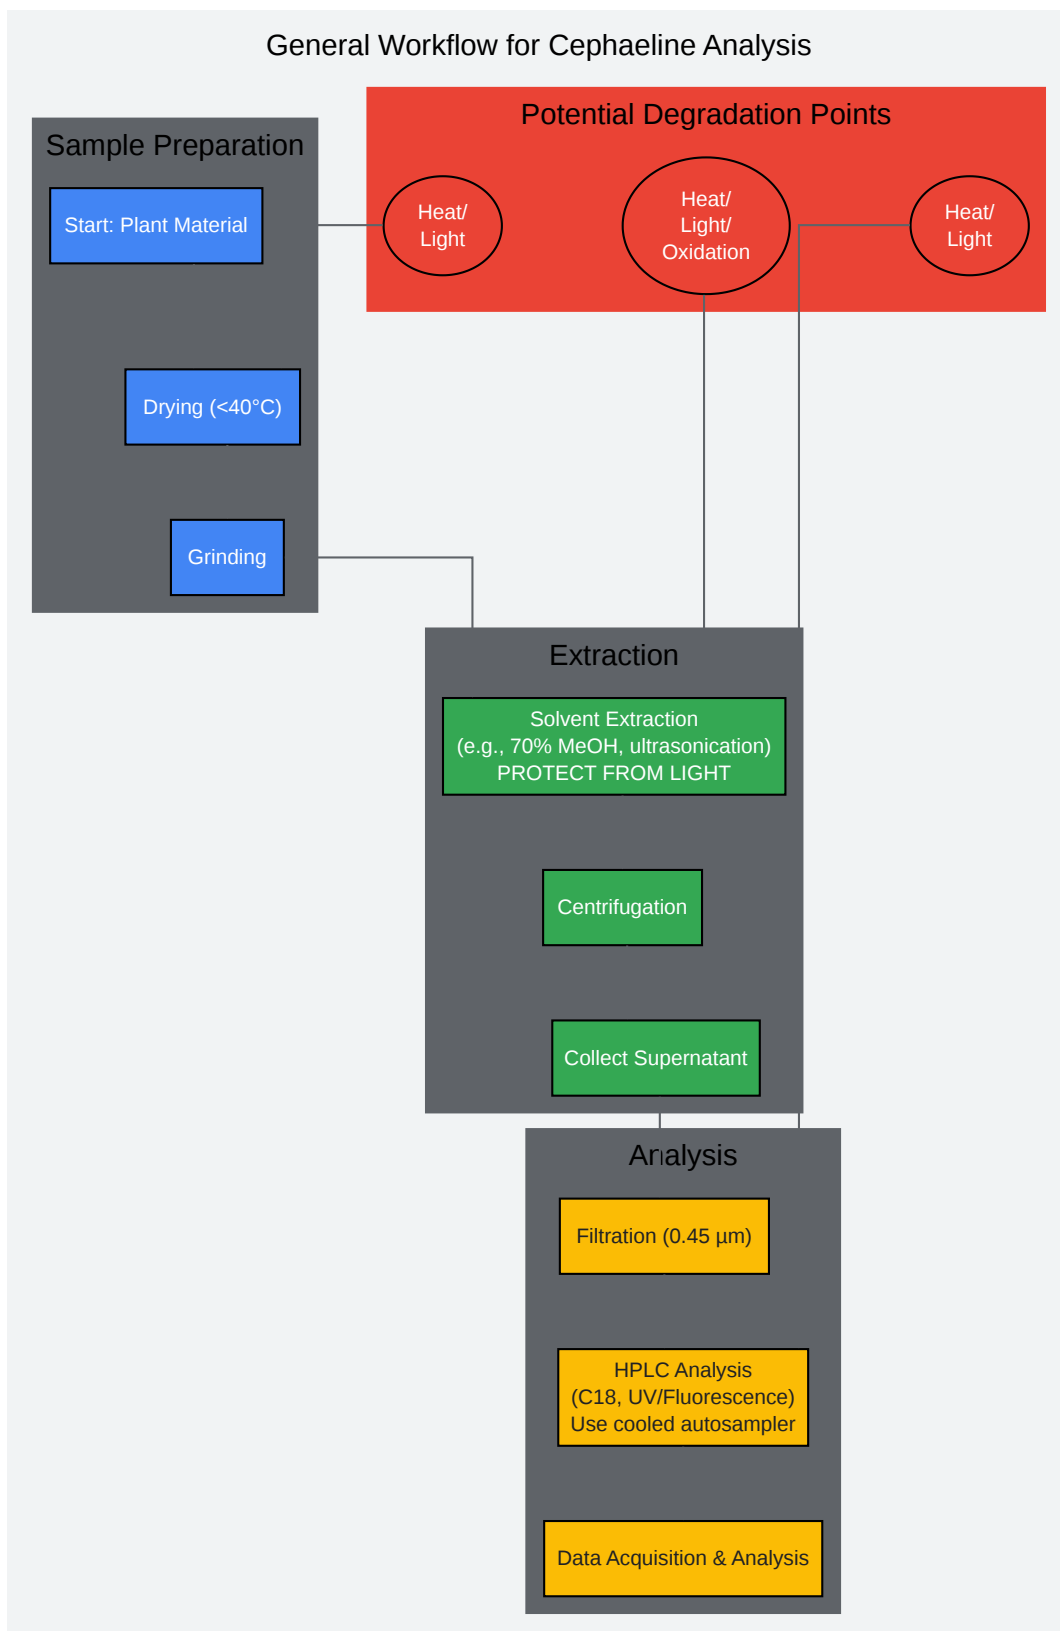 General Workflow for Cephaeline Analysis
Potential Degradation Points
Heat/
Light
Heat/
Light/
Oxidation
Heat/
Light
Sample Preparation
Start: Plant Material
Drying (<40°C)
Grinding
Extraction
Solvent Extraction
(e.g., 70% MeOH, ultrasonication)
PROTECT FROM LIGHT
Centrifugation
Collect Supernatant
Analysis
Filtration (0.45 µm)
HPLC Analysis
(C18, UV/Fluorescence)
Use cooled autosampler
Data Acquisition & Analysis